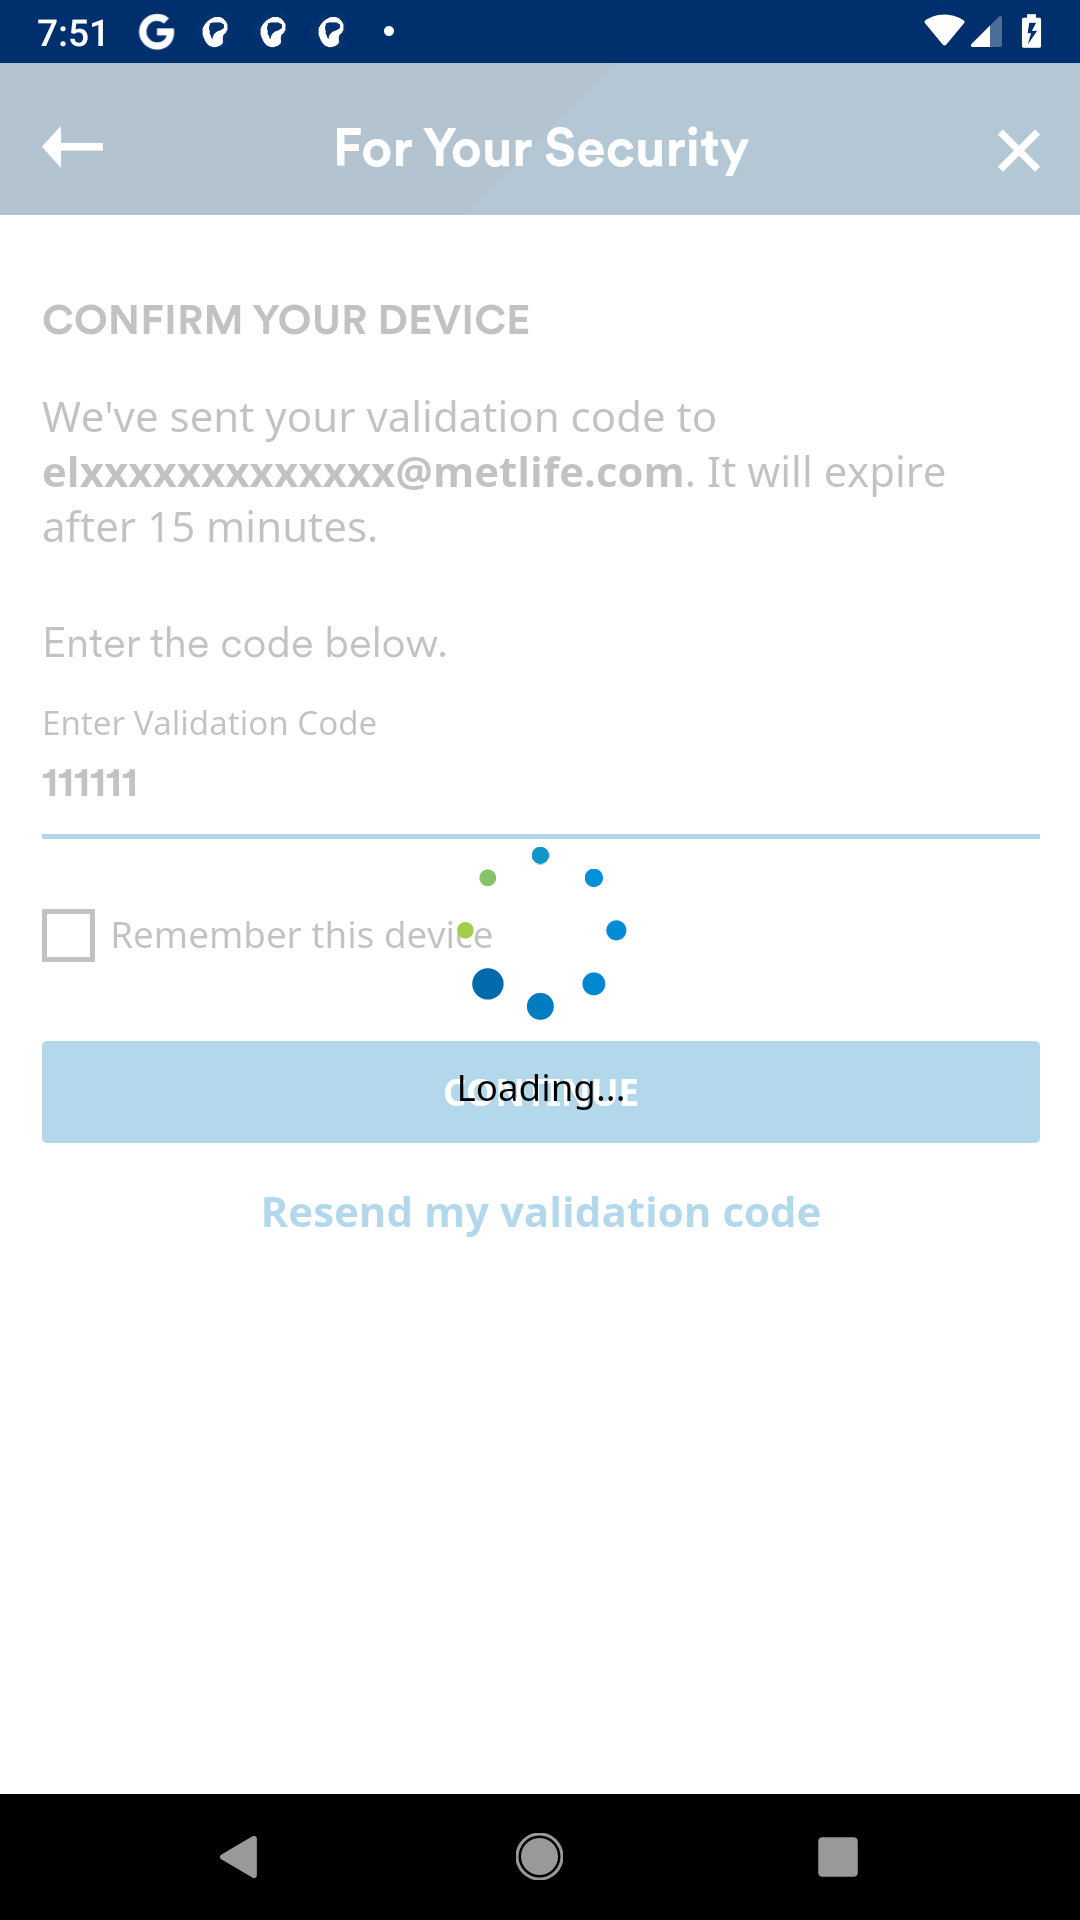 7:51
For Your Security
CONFIRM YOUR DEVICE
We've sent your validation code to
elxxxxxxxxxxxxx@metlife.com. It will expire
after 15 minutes.
Enter the code below.
Enter Validation Code
111111
Remember this device
CONTINUE
Loading...
Resend my validation code